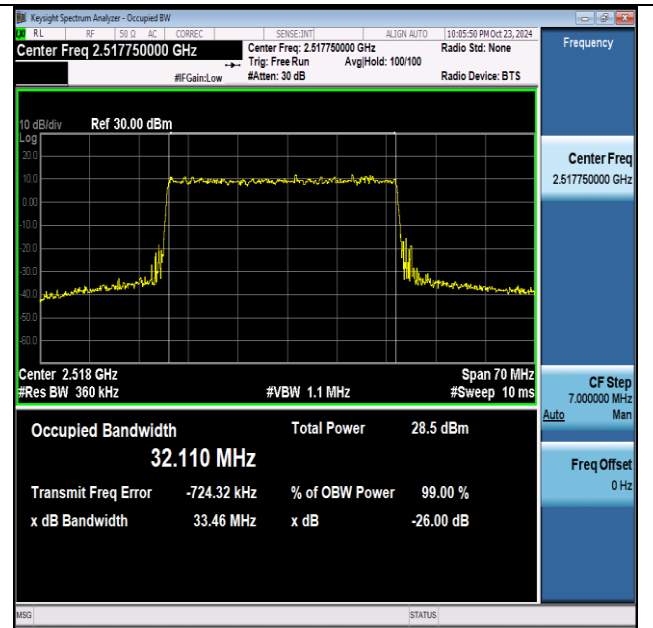 Keysight Spectrum Analyzer - Occupied BW
RL RF 50 Ω AC CORREC SENSE:INT ALIGN AUTO 10:05:50 PM Oct 23, 2024
Center Freq 2.517750000 GHz
Center Freq: 2.517750000 GHz Radio Std: None
Trig: Free Run Avg|Hold: 100/100
#IFGain:Low #Atten: 30 dB Radio Device: BTS
Frequency
10 dB/div Ref 30.00 dBm
Log
20.0
10.0
0.00
-10.0
-20.0
-30.0
-40.0
-50.0
-60.0
Center 2.518 GHz Span 70 MHz
#Res BW 360 kHz #VBW 1.1 MHz #Sweep 10 ms
Occupied Bandwidth Total Power 28.5 dBm
32.110 MHz
Transmit Freq Error -724.32 kHz % of OBW Power 99.00 %
x dB Bandwidth 33.46 MHz x dB -26.00 dB
Center Freq
2.517750000 GHz
CF Step
7.000000 MHz
Auto Man
Freq Offset
0 Hz
MSG STATUS